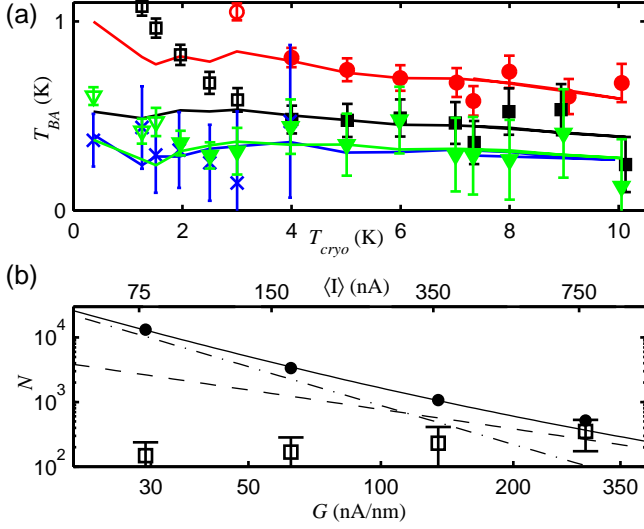 (a)
1
0
T_BA (K)
0 2 4 6 8 10
T_cryo (K)
(b)
⟨I⟩ (nA)
75 150 350 750
10^4
10^3
10^2
N
30 50 100 200 350
G (nA/nm)